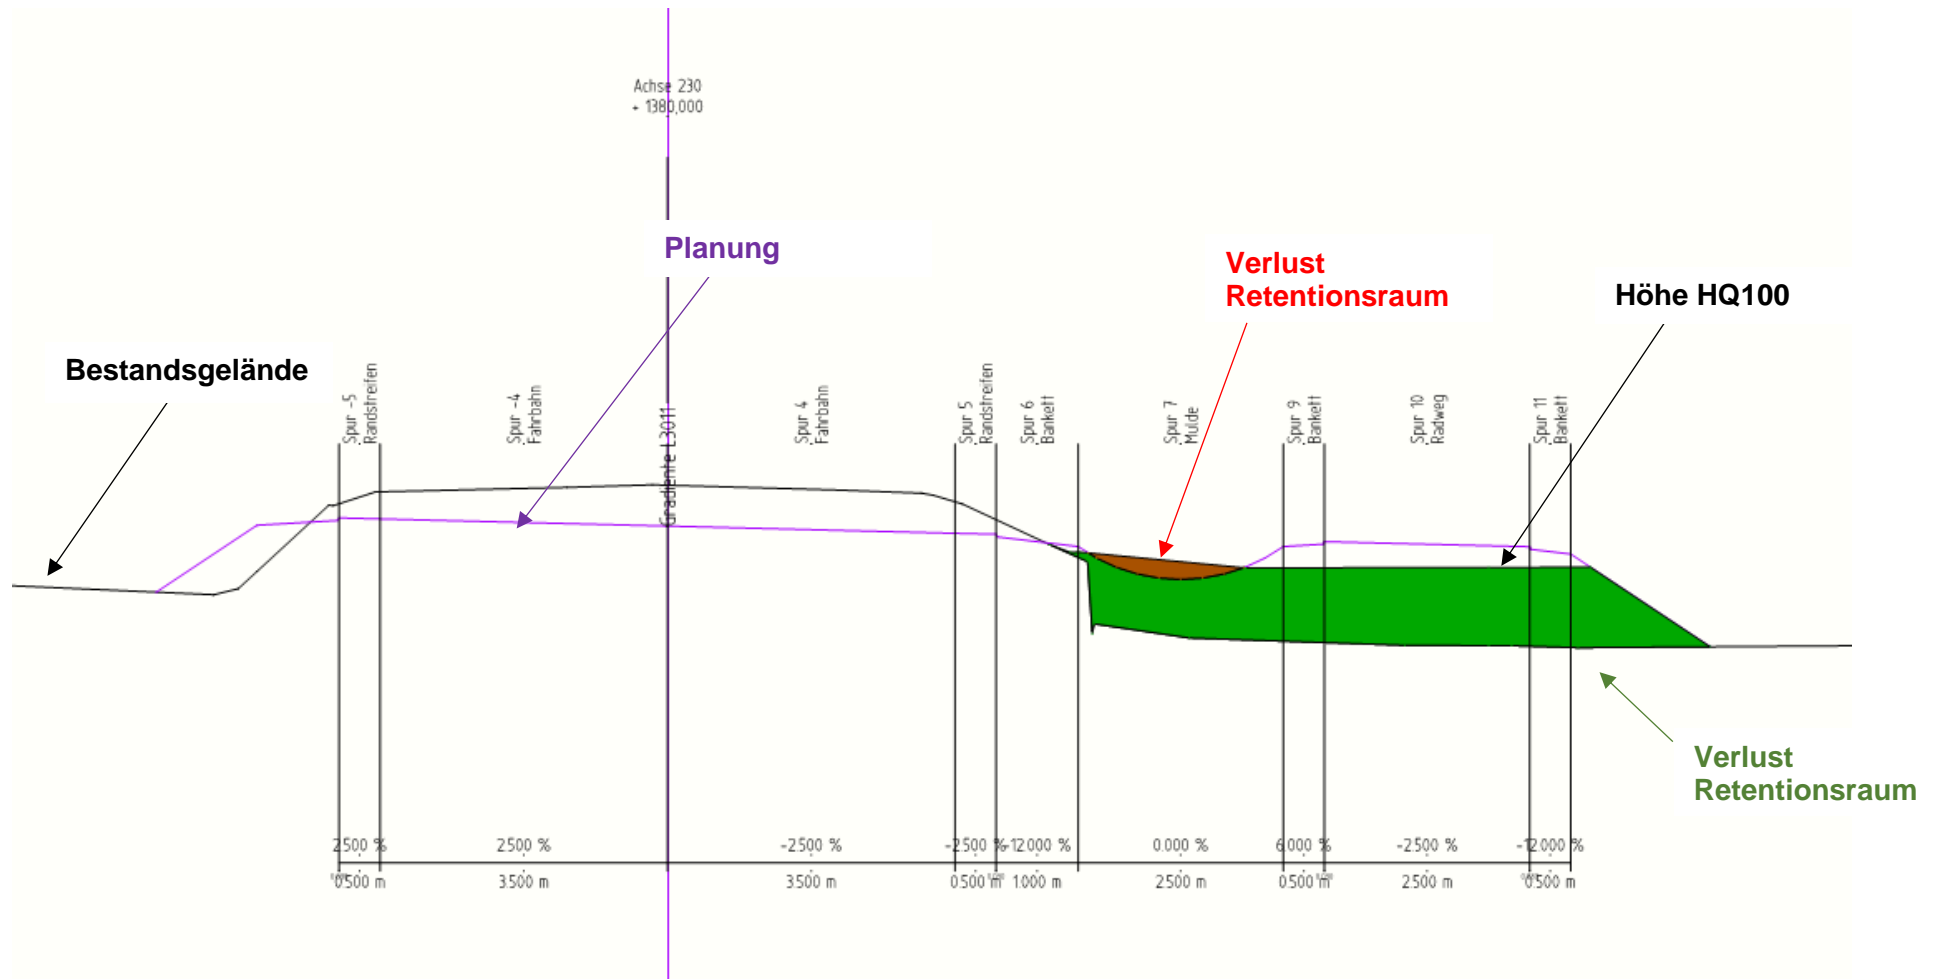 Achse 230
+ 1380,000
Planung
Verlust
Retentionsraum
Höhe HQ100
Bestandsgelände
Spur -5
Randstreifen
Spur -4
Fahrbahn
Gradiente L3011
Spur 4
Fahrbahn
Spur 5
Randstreifen
Spur 6
Bankett
Spur 7
Mulde
Spur 9
Bankett
Spur 10
Radweg
Spur 11
Bankett
Verlust
Retentionsraum
2.500 % 2.500 % -2.500 % -2.500 % -12.000 % 0.000 % 6.000 % -2.500 % -12.000 %
0.500 m 3.500 m 3.500 m 0.500 m 1.000 m 2.500 m 0.500 m 2.500 m 0.500 m